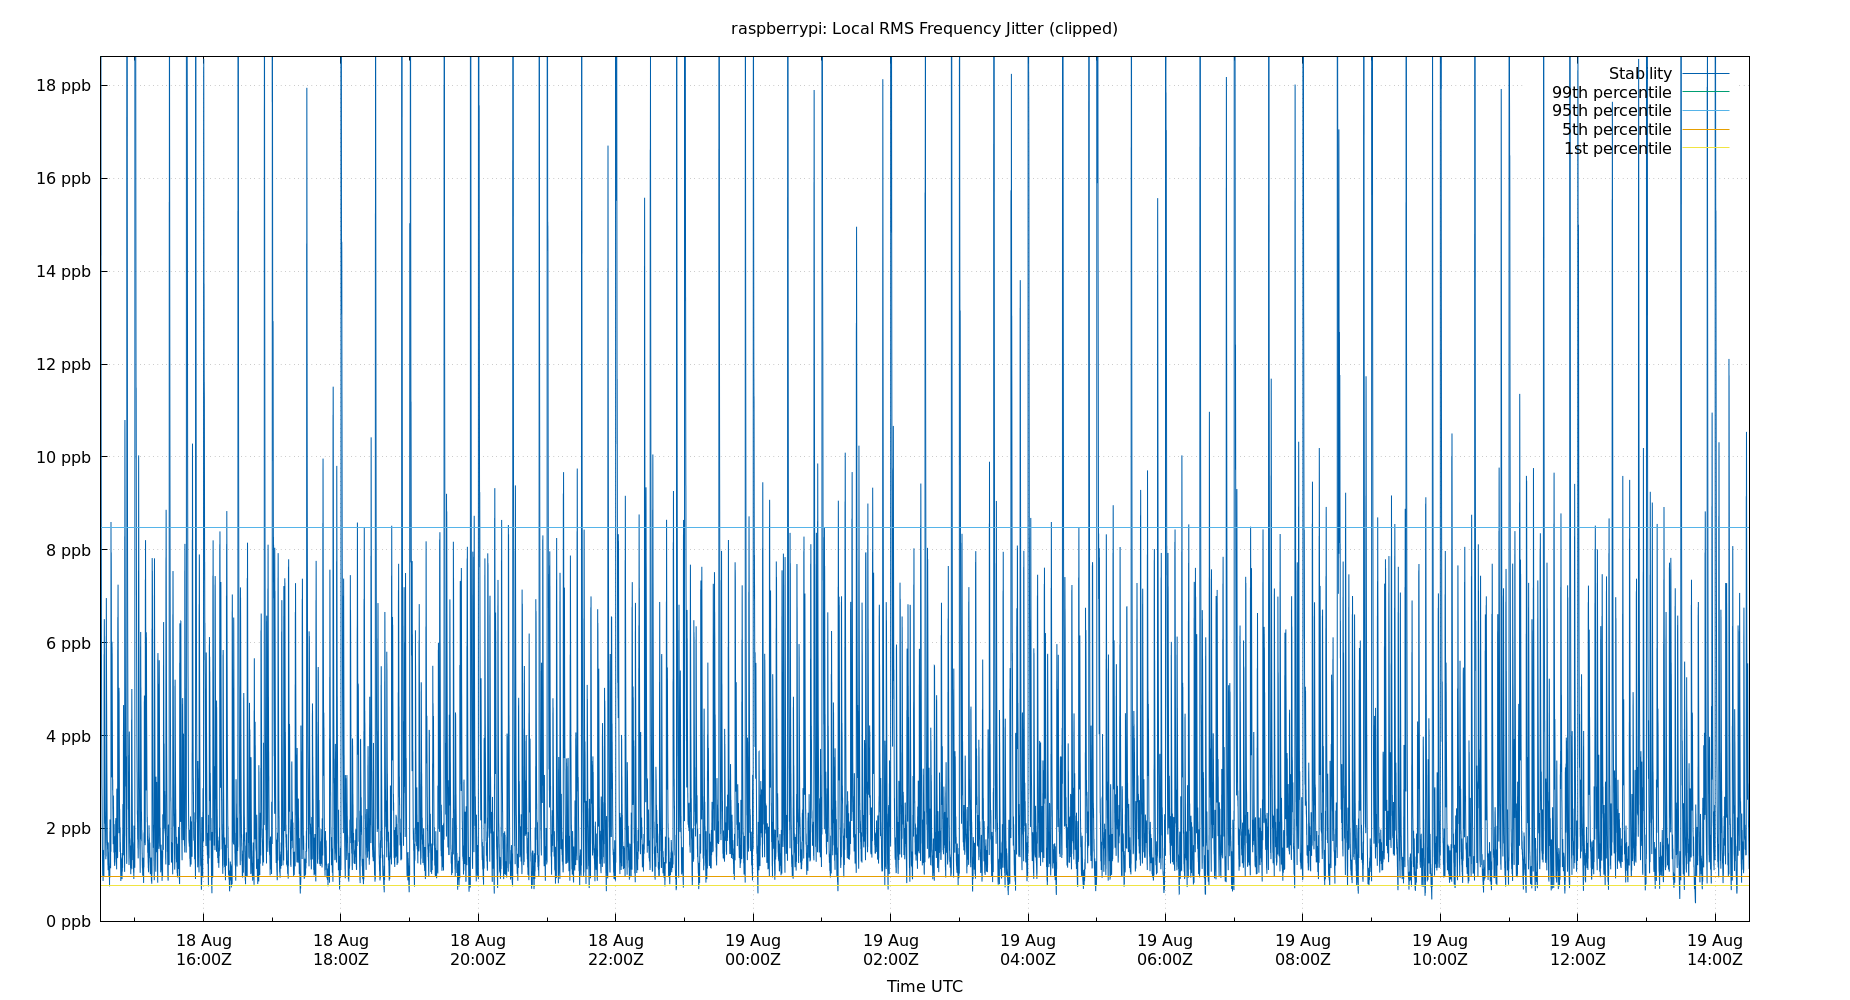 raspberrypi: Local RMS Frequency Jitter (clipped)
18 ppb
16 ppb
14 ppb
12 ppb
10 ppb
8 ppb
6 ppb
4 ppb
2 ppb
0 ppb
Stability
99th percentile
95th percentile
5th percentile
1st percentile
18 Aug
16:00Z
18 Aug
18:00Z
18 Aug
20:00Z
18 Aug
22:00Z
19 Aug
00:00Z
19 Aug
02:00Z
19 Aug
04:00Z
19 Aug
06:00Z
19 Aug
08:00Z
19 Aug
10:00Z
19 Aug
12:00Z
19 Aug
14:00Z
Time UTC